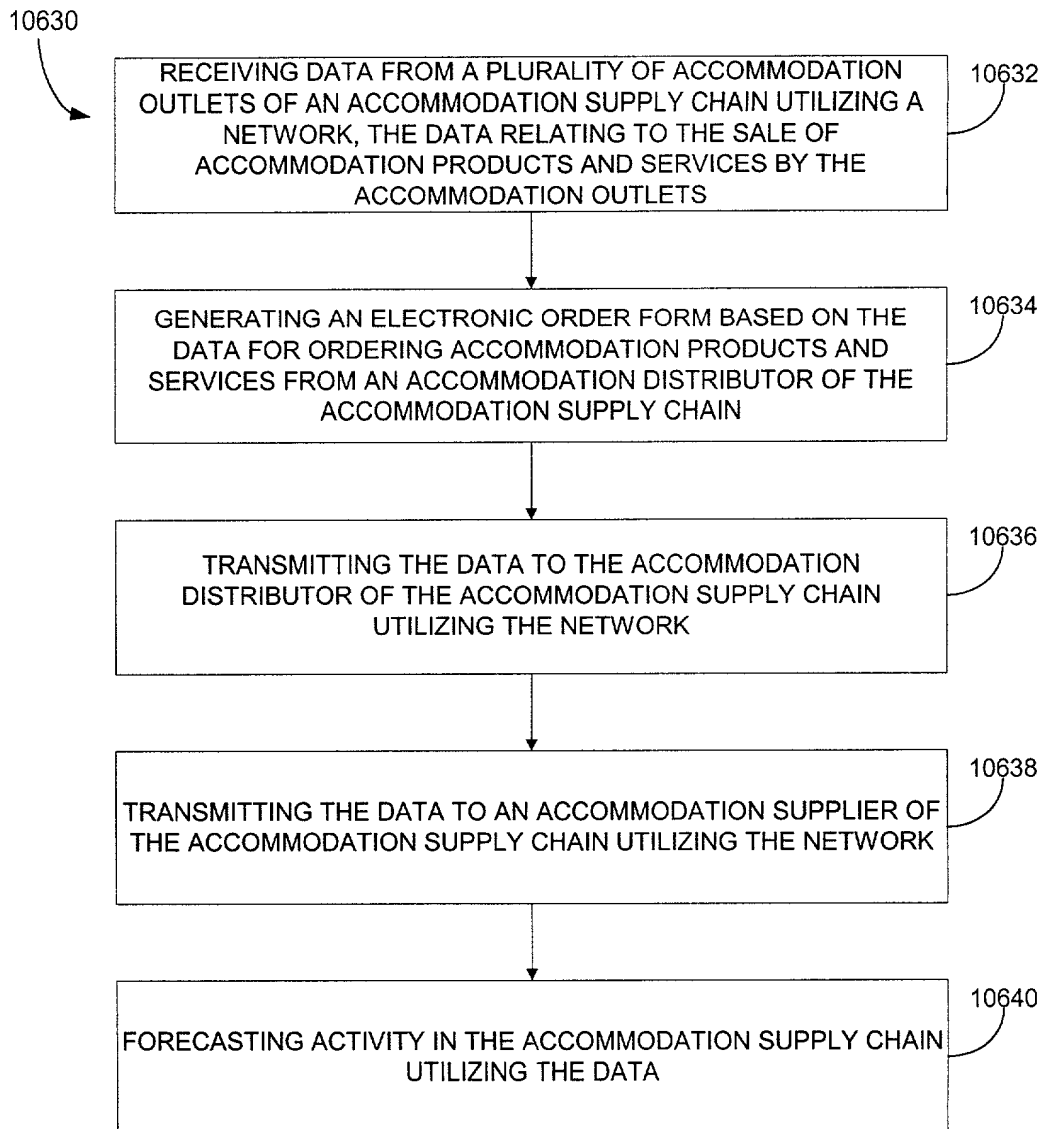 10630
RECEIVING DATA FROM A PLURALITY OF ACCOMMODATION
OUTLETS OF AN ACCOMMODATION SUPPLY CHAIN UTILIZING A
NETWORK, THE DATA RELATING TO THE SALE OF
ACCOMMODATION PRODUCTS AND SERVICES BY THE
ACCOMMODATION OUTLETS
10632
GENERATING AN ELECTRONIC ORDER FORM BASED ON THE
DATA FOR ORDERING ACCOMMODATION PRODUCTS AND
SERVICES FROM AN ACCOMMODATION DISTRIBUTOR OF THE
ACCOMMODATION SUPPLY CHAIN
10634
TRANSMITTING THE DATA TO THE ACCOMMODATION
DISTRIBUTOR OF THE ACCOMMODATION SUPPLY CHAIN
UTILIZING THE NETWORK
10636
TRANSMITTING THE DATA TO AN ACCOMMODATION SUPPLIER OF
THE ACCOMMODATION SUPPLY CHAIN UTILIZING THE NETWORK
10638
FORECASTING ACTIVITY IN THE ACCOMMODATION SUPPLY CHAIN
UTILIZING THE DATA
10640